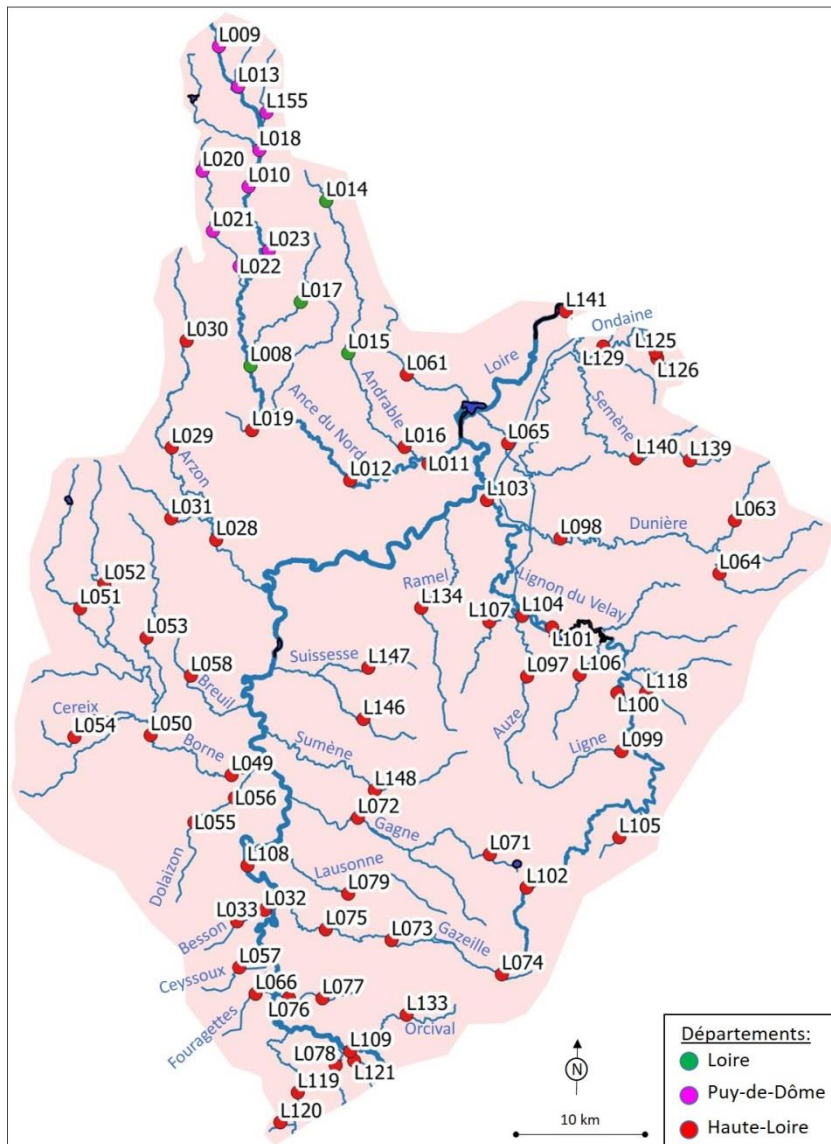 L009
L013
L155
L018
L020
L010
L014
L021
L023
L022
L017
L141
L030
Ondaine
L125
L129
L126
L008
L015
L061
Loire
Andrable
Semène
L019
Ance du Nord
L016
L065
L029
L011
L140
L139
Arzon
L012
L103
L031
L028
L098
Dunière
L063
L064
L052
L051
Ramel
L134
Lignon du Velay
L107
L104
L053
L101
L058
Suissesse
L147
L097
L106
L118
Breuil
L100
Cereix
L054
L050
L146
Auze
Borne
Sumène
Ligne
L099
L049
L148
L056
L072
L055
Gagne
L105
L071
Dolaizon
L108
Lausonne
L079
L102
L032
L033
L075
L073
Besson
Gazeille
L057
L074
Ceyssoux
L066
L077
L076
Fouragettes
L133
Orcival
L109
L078
L121
L119
L120
N
10 km
Départements:
Loire
Puy-de-Dôme
Haute-Loire